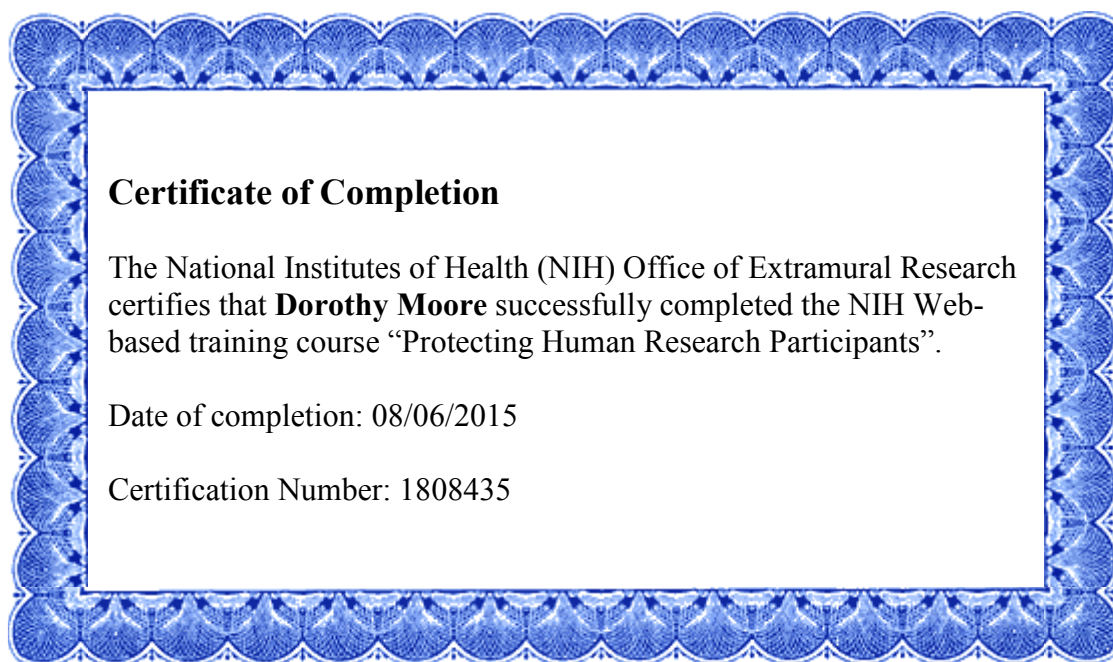 Certificate of Completion
The National Institutes of Health (NIH) Office of Extramural Research
certifies that Dorothy Moore successfully completed the NIH Web-
based training course “Protecting Human Research Participants”.
Date of completion: 08/06/2015
Certification Number: 1808435